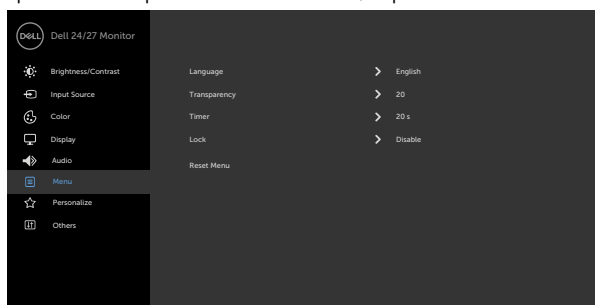 DELL Dell 24/27 Monitor
Brightness/Contrast
Input Source
Color
Display
Audio
Menu
Personalize
Others
Language English
Transparency 20
Timer 20 s
Lock Disable
Reset Menu